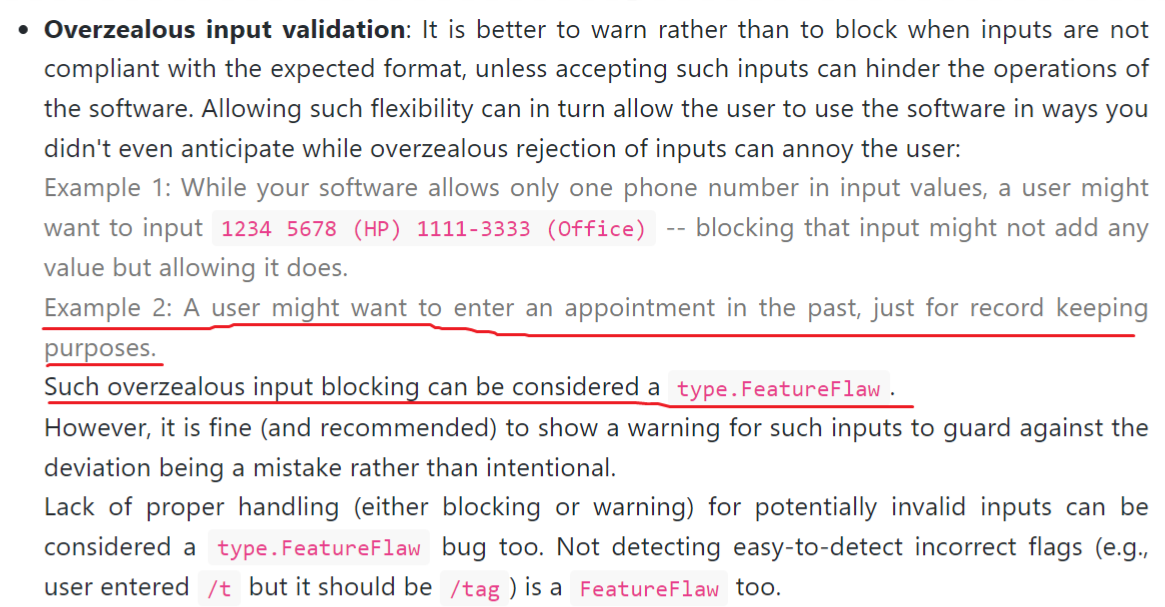 • Overzealous input validation: It is better to warn rather than to block when inputs are not
compliant with the expected format, unless accepting such inputs can hinder the operations of
the software. Allowing such flexibility can in turn allow the user to use the software in ways you
didn't even anticipate while overzealous rejection of inputs can annoy the user:
Example 1: While your software allows only one phone number in input values, a user might
want to input 1234 5678 (HP) 1111-3333 (Office) -- blocking that input might not add any
value but allowing it does.
Example 2: A user might want to enter an appointment in the past, just for record keeping
purposes.
Such overzealous input blocking can be considered a type.FeatureFlaw.
However, it is fine (and recommended) to show a warning for such inputs to guard against the
deviation being a mistake rather than intentional.
Lack of proper handling (either blocking or warning) for potentially invalid inputs can be
considered a type.FeatureFlaw bug too. Not detecting easy-to-detect incorrect flags (e.g.,
user entered /t but it should be /tag) is a FeatureFlaw too.